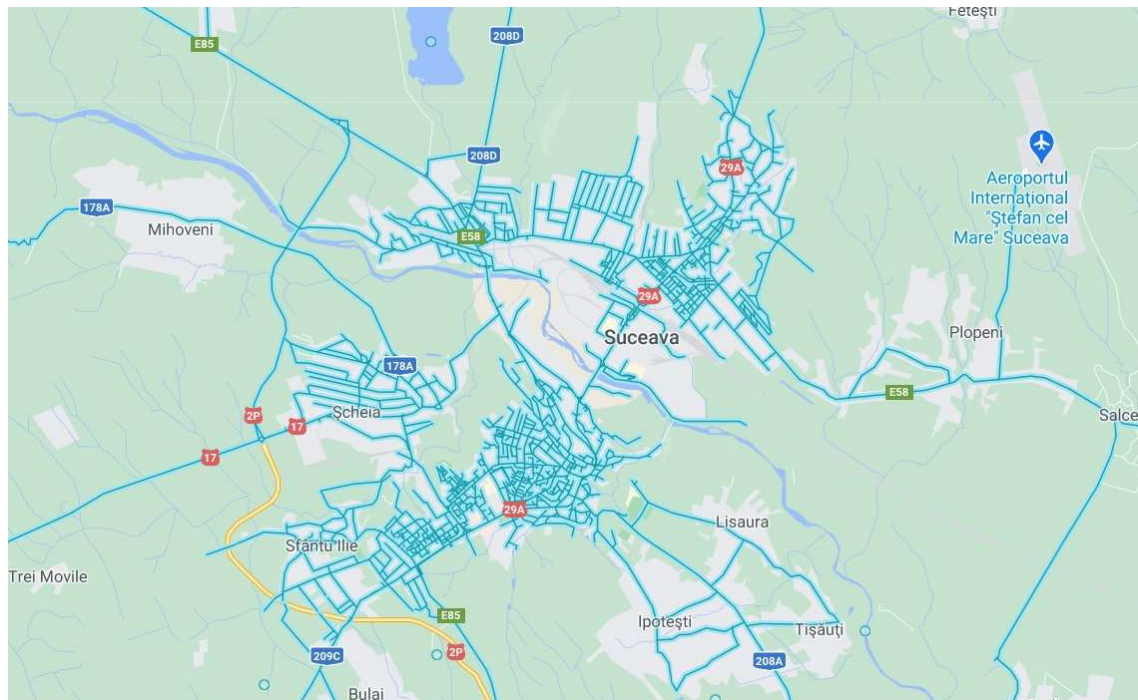 Fetești
E85
208D
208D
29A
Aeroportul
Internațional
"Ștefan cel
Mare" Suceava
178A
Mihoveni
E58
29A
Suceava
Plopeni
178A
E58
Șcheia
2P
17
Salce
17
29A
Lisaura
Sfântu Ilie
Trei Movile
E85
Ipotești
Tișăuți
2P
209C
208A
Bulai